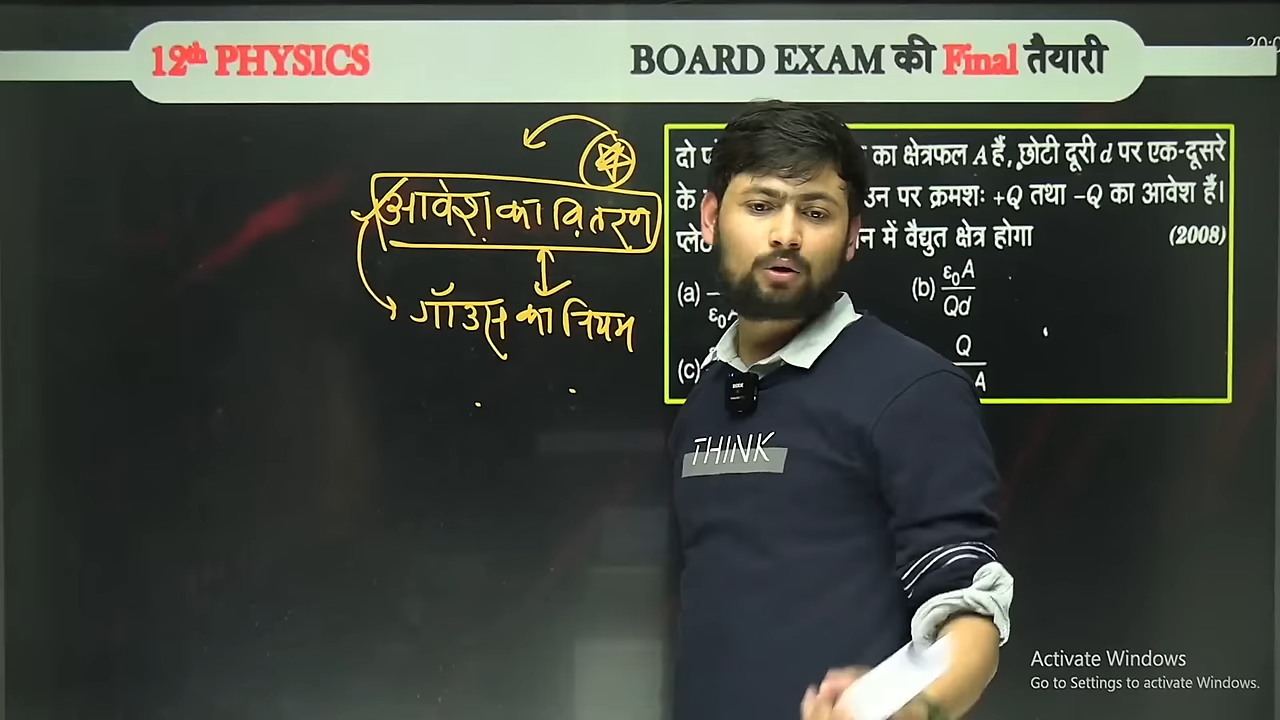 12th PHYSICS
BOARD EXAM की Final तैयारी
20:0
आवेश का वितरण
गॉउस का नियम
दो का क्षेत्रफल A हैं, छोटी दूरी d पर एक-दूसरे
के उन पर क्रमशः +Q तथा -Q का आवेश हैं।
में वैद्युत क्षेत्र होगा (2008)
(a) (b) ε₀A
ε₀ Qd
(c) Q
A
THINK
Activate Windows
Go to Settings to activate Windows.